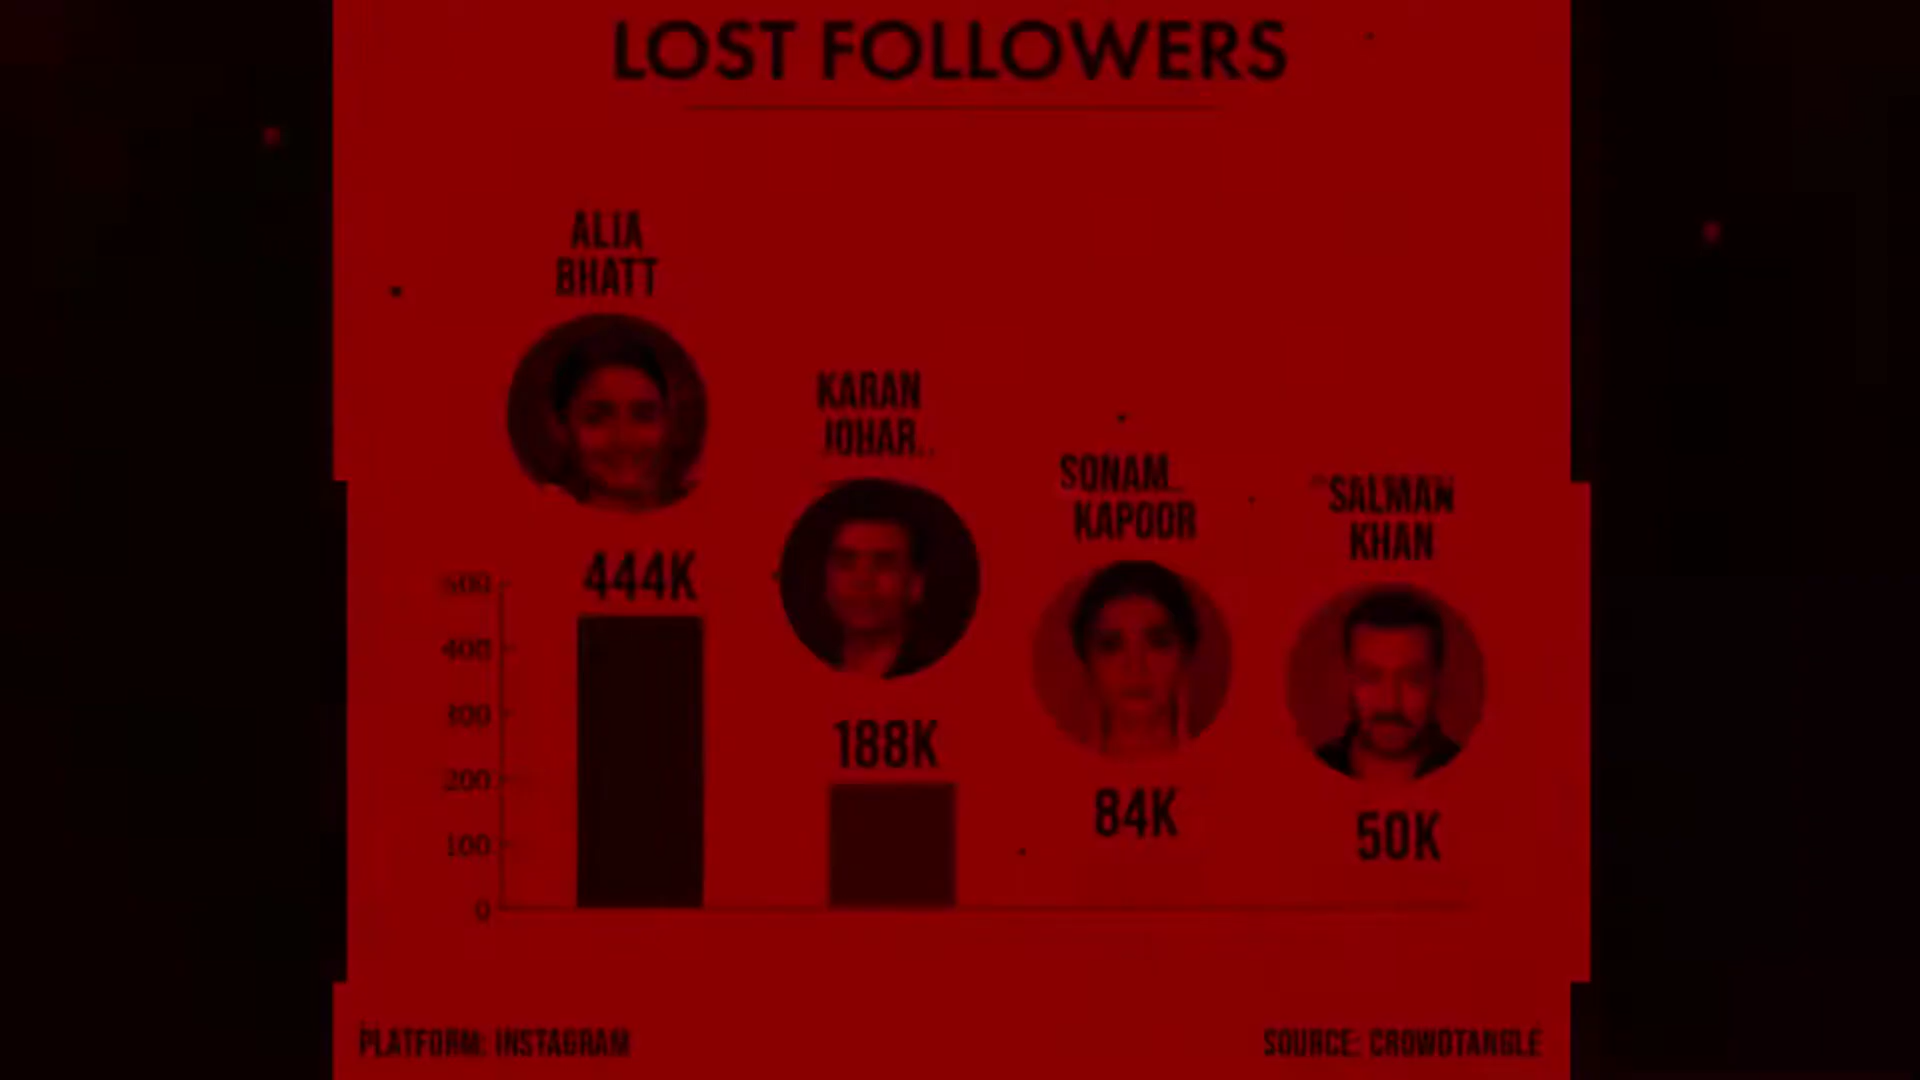 LOST FOLLOWERS
ALIA
BHATT
KARAN
JOHAR
SONAM
KAPOOR
SALMAN
KHAN
444K
188K
84K
50K
500
400
300
200
100
0
PLATFORM: INSTAGRAM
SOURCE: CROWDTANGLE